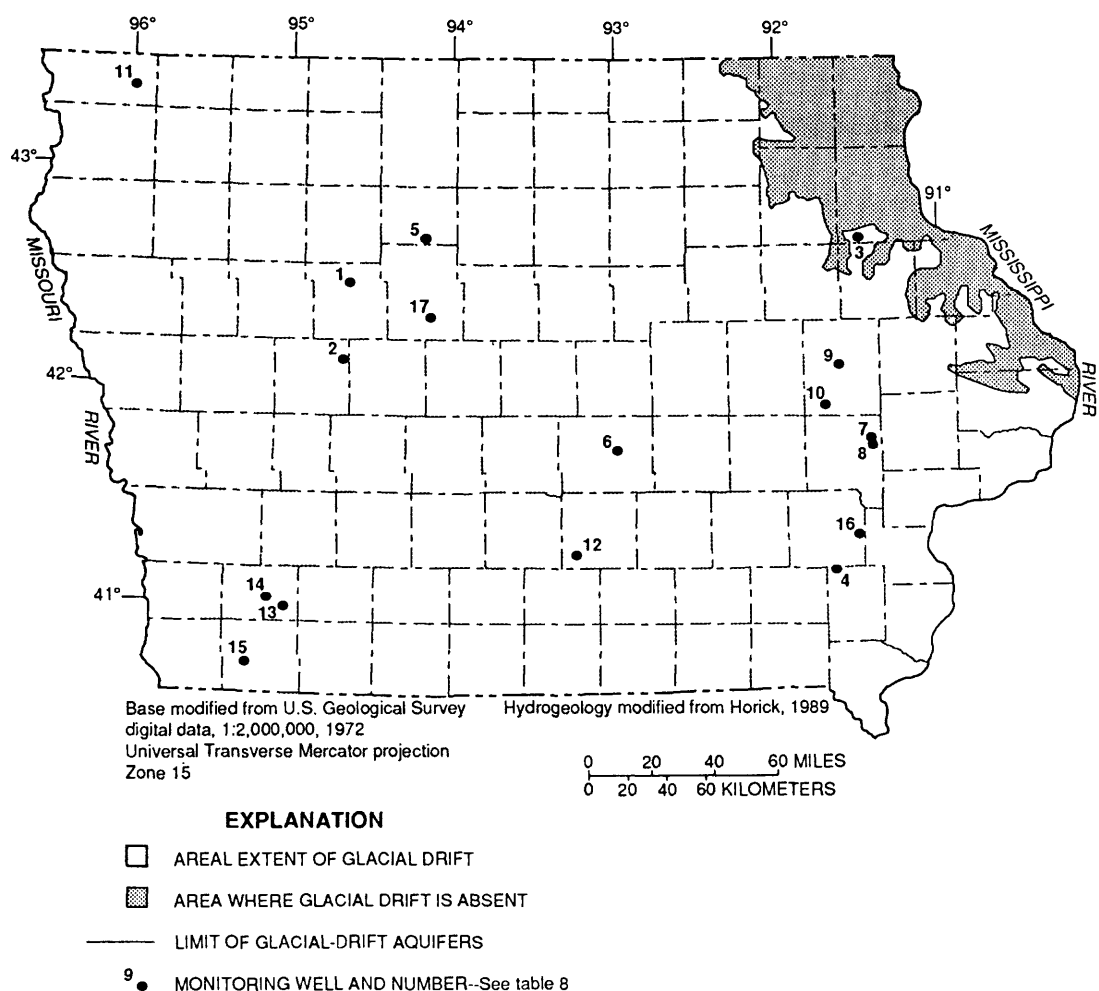 96°
95°
94°
93°
92°
11
43°
91°
5
3
MISSISSIPPI
MISSOURI
1
17
2
9
42°
RIVER
10
RIVER
7
6
8
16
12
4
14
41°
13
15
Base modified from U.S. Geological Survey
digital data, 1:2,000,000, 1972
Universal Transverse Mercator projection
Zone 15
Hydrogeology modified from Horick, 1989
0 20 40 60 MILES
0 20 40 60 KILOMETERS
EXPLANATION
AREAL EXTENT OF GLACIAL DRIFT
AREA WHERE GLACIAL DRIFT IS ABSENT
LIMIT OF GLACIAL-DRIFT AQUIFERS
9 MONITORING WELL AND NUMBER--See table 8